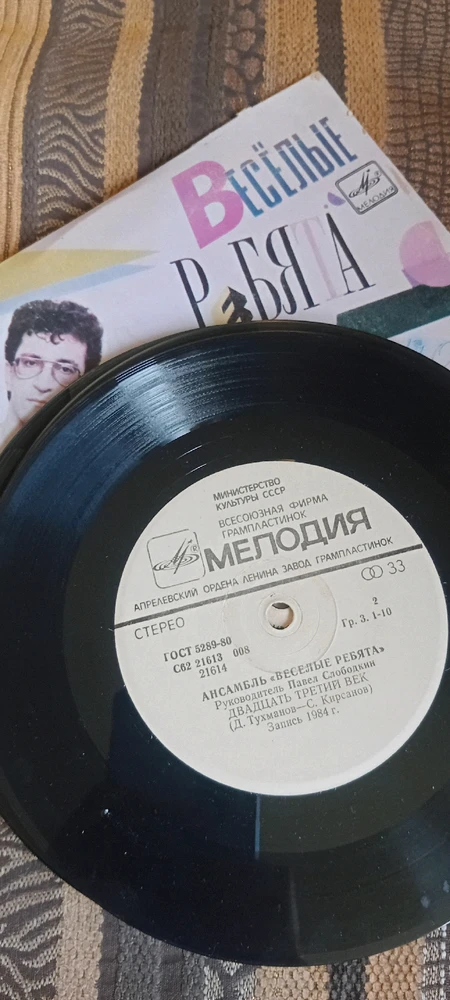 ВЕСЁЛЫЕ
МЕЛОДИЯ
РЕБЯТА
МИНИСТЕРСТВО
КУЛЬТУРЫ СССР
ВСЕСОЮЗНАЯ ФИРМА
ГРАМПЛАСТИНОК
МЕЛОДИЯ
АПРЕЛЕВСКИЙ ОРДЕНА ЛЕНИНА ЗАВОД ГРАМПЛАСТИНОК
СТЕРЕО
33
ГОСТ 5289-80
2
С62 21613 008
Гр. 3. 1-10
21614
АНСАМБЛЬ «ВЕСЕЛЫЕ РЕБЯТА»
Руководитель Павел Слободкин
ДВАДЦАТЬ ТРЕТИЙ ВЕК
(Д. Тухманов—С. Кирсанов)
Запись 1984 г.